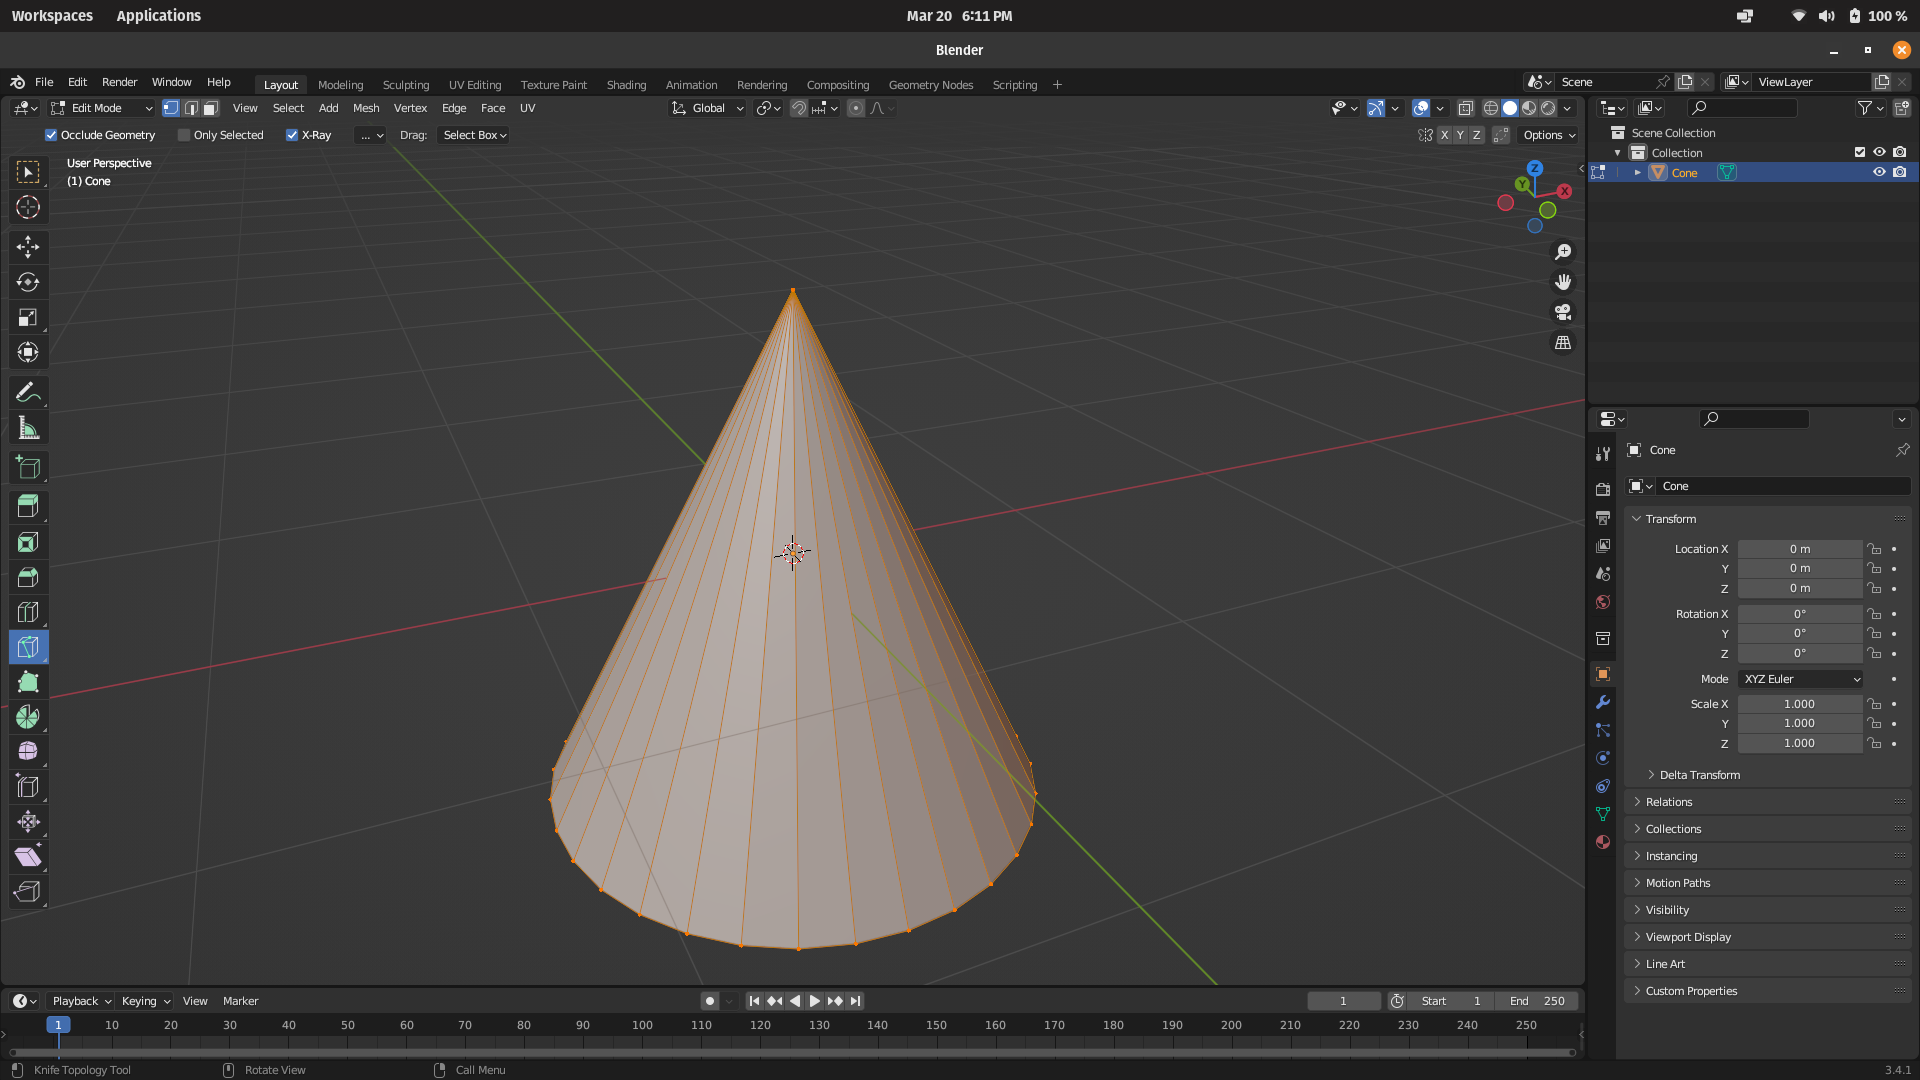 Workspaces Applications Mar 20 6:11 PM 100 %
Blender
File Edit Render Window Help Layout Modeling Sculpting UV Editing Texture Paint Shading Animation Rendering Compositing Geometry Nodes Scripting + Scene ViewLayer
Edit Mode View Select Add Mesh Vertex Edge Face UV Global
Occlude Geometry Only Selected X-Ray ... Drag: Select Box X Y Z Options
User Perspective
(1) Cone
Z
Y
X
Scene Collection
Collection
Cone
Cone
Cone
Transform
Location X 0 m
Y 0 m
Z 0 m
Rotation X 0°
Y 0°
Z 0°
Mode XYZ Euler
Scale X 1.000
Y 1.000
Z 1.000
Delta Transform
Relations
Collections
Instancing
Motion Paths
Visibility
Viewport Display
Line Art
Custom Properties
Playback Keying View Marker 1 Start 1 End 250
1 10 20 30 40 50 60 70 80 90 100 110 120 130 140 150 160 170 180 190 200 210 220 230 240 250
Knife Topology Tool Rotate View Call Menu 3.4.1